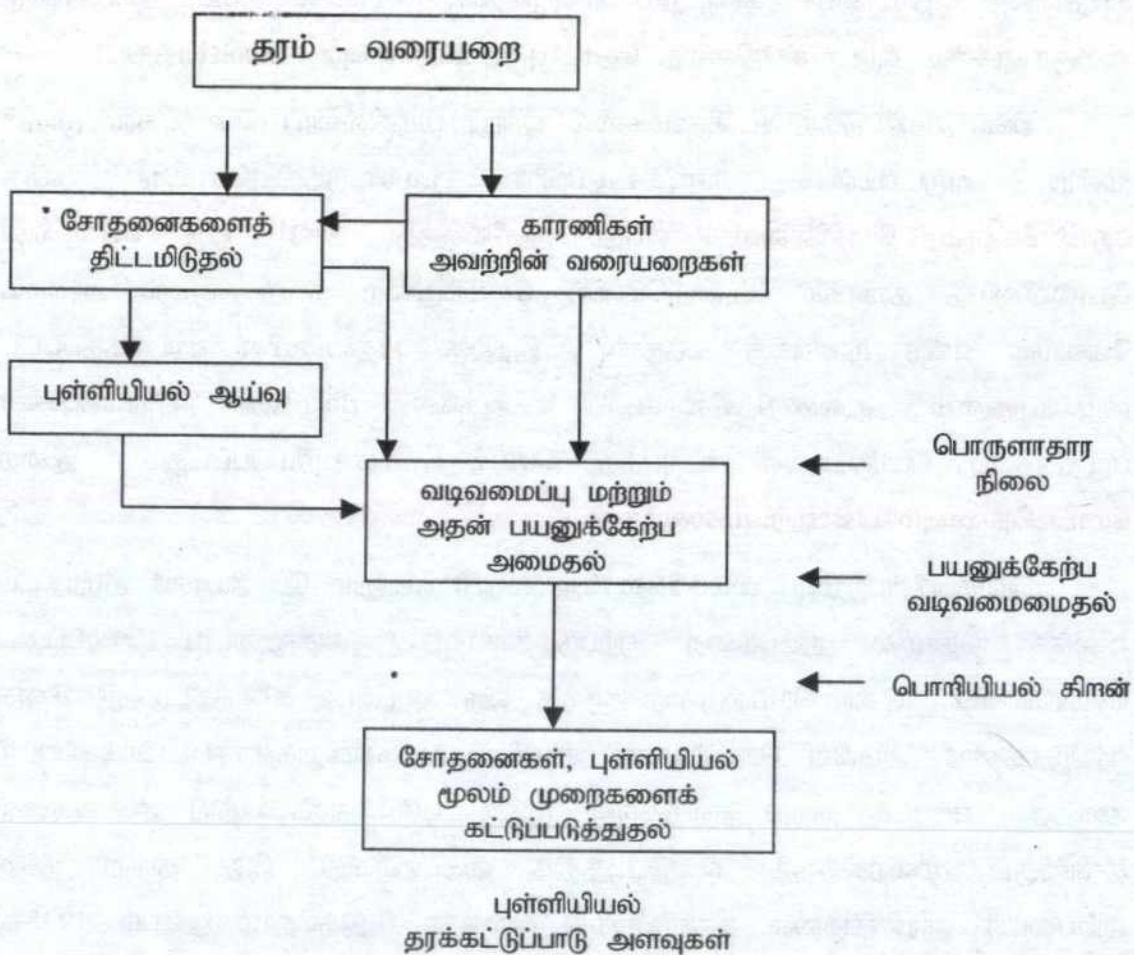 தரம் - வரையறை
சோதனைகளைத்
திட்டமிடுதல்
காரணிகள்
அவற்றின் வரையறைகள்
புள்ளியியல் ஆய்வு
பொருளாதார
நிலை
வடிவமைப்பு மற்றும்
அதன் பயனுக்கேற்ப
அமைதல்
பயனுக்கேற்ப
வடிவமைமைதல்
பொறியியல் திறன்
சோதனைகள், புள்ளியியல்
மூலம் முறைகளைக்
கட்டுப்படுத்துதல்
புள்ளியியல்
தரக்கட்டுப்பாடு அளவுகள்